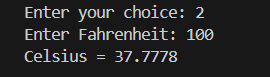 Enter your choice: 2
Enter Fahrenheit: 100
Celsius = 37.7778